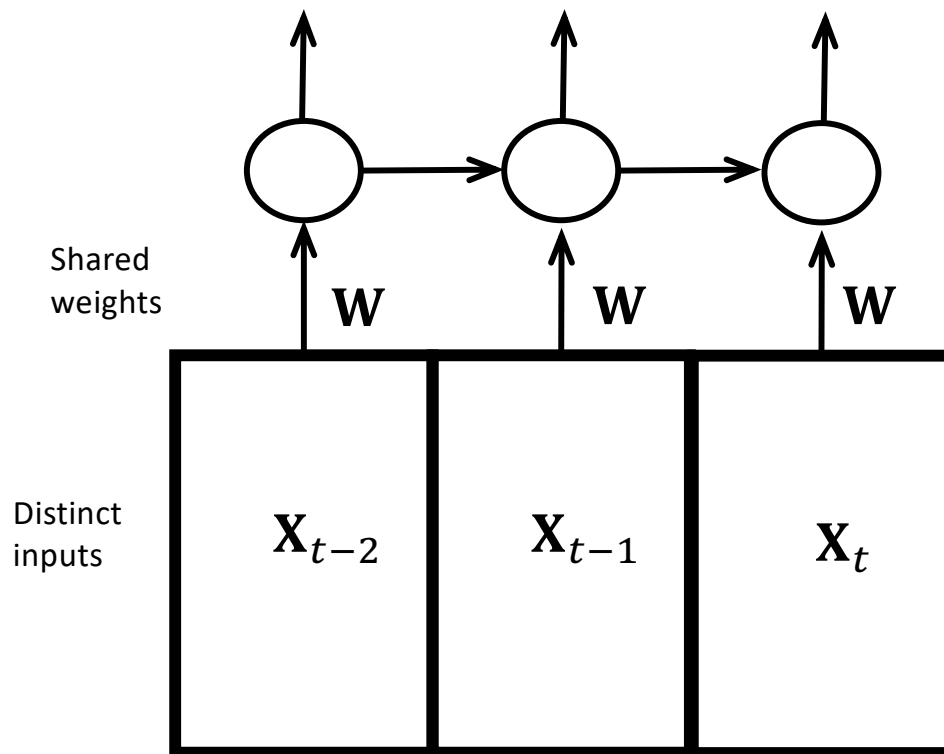 Shared
weights
W
W
W
Distinct
inputs
X_{t−2}
X_{t−1}
X_t